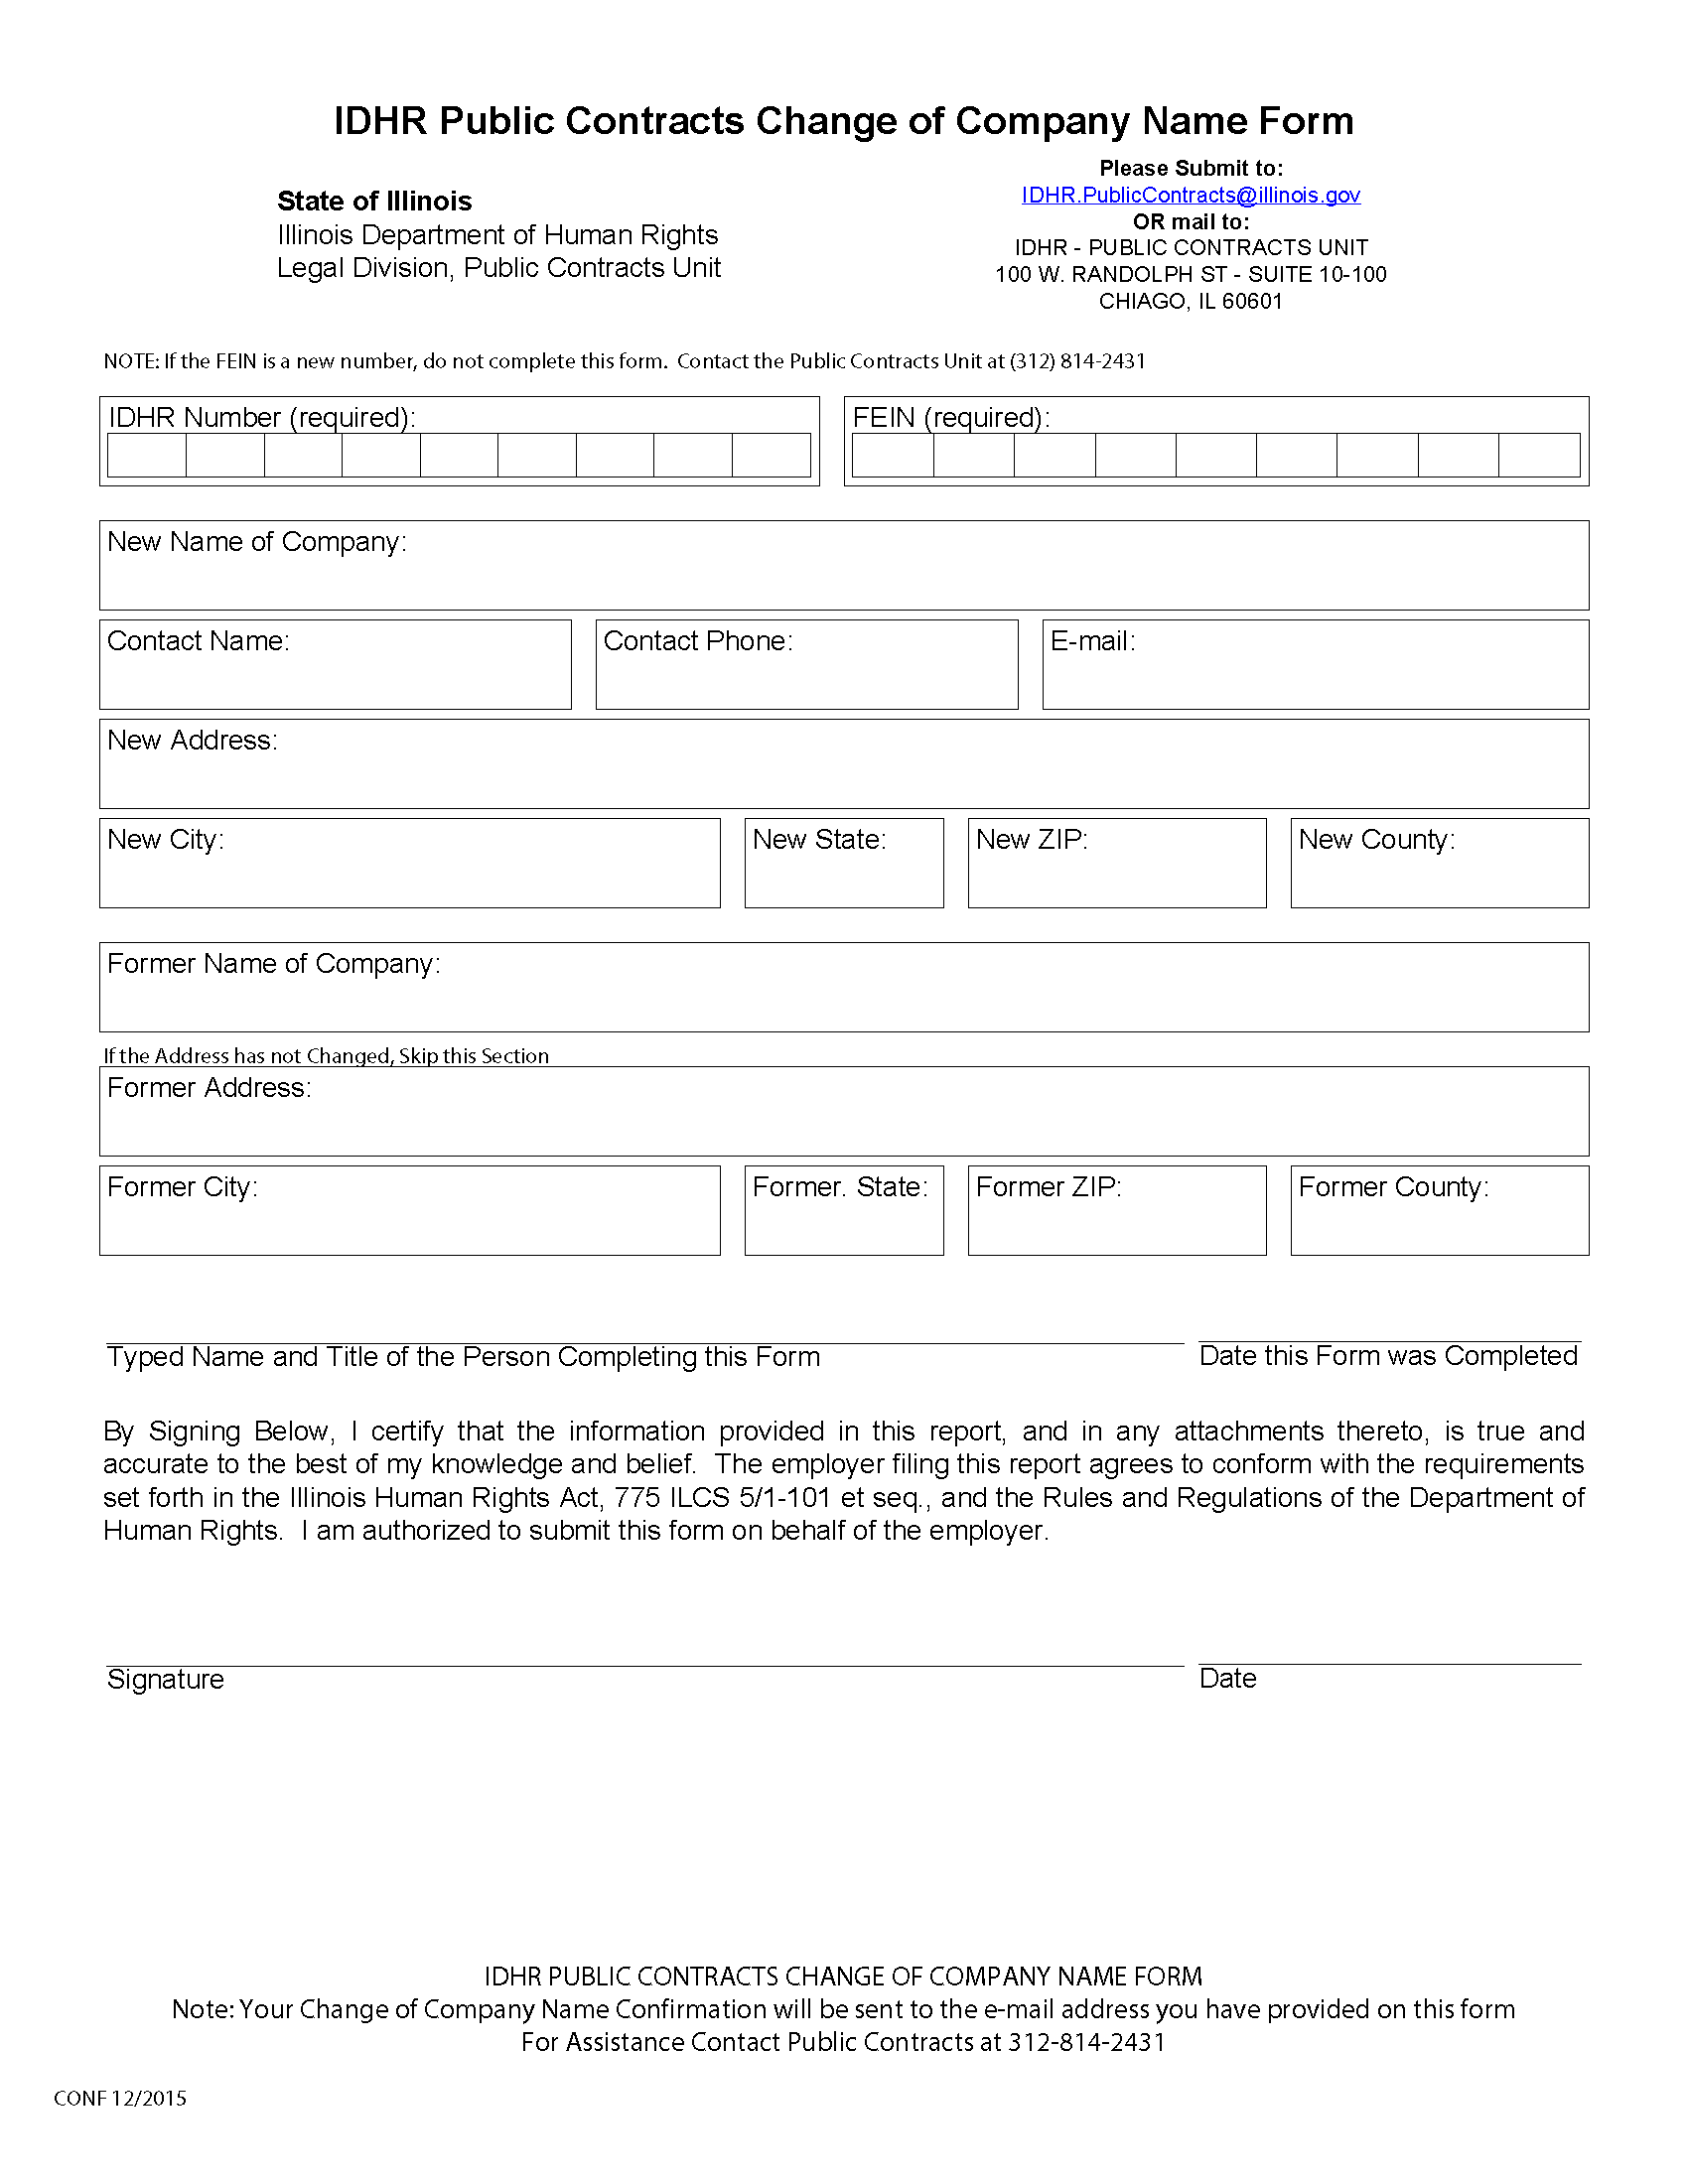 IDHR Public Contracts Change of Company Name Form
State of Illinois
Illinois Department of Human Rights
Legal Division, Public Contracts Unit
Please Submit to:
IDHR.PublicContracts@illinois.gov
OR mail to:
IDHR - PUBLIC CONTRACTS UNIT
100 W. RANDOLPH ST - SUITE 10-100
CHIAGO, IL 60601
NOTE: If the FEIN is a new number, do not complete this form.  Contact the Public Contracts Unit at (312) 814-2431
IDHR Number (required):
FEIN (required):
New Name of Company:
Contact Name:
Contact Phone:
E-mail:
New Address:
New City:
New State:
New ZIP:
New County:
Former Name of Company:
If the Address has not Changed, Skip this Section
Former Address:
Former City:
Former. State:
Former ZIP:
Former County:
Typed Name and Title of the Person Completing this Form
Date this Form was Completed
By Signing Below, I certify that the information provided in this report, and in any attachments thereto, is true and
accurate to the best of my knowledge and belief.  The employer filing this report agrees to conform with the requirements
set forth in the Illinois Human Rights Act, 775 ILCS 5/1-101 et seq., and the Rules and Regulations of the Department of
Human Rights.  I am authorized to submit this form on behalf of the employer.
Signature
Date
IDHR PUBLIC CONTRACTS CHANGE OF COMPANY NAME FORM
Note: Your Change of Company Name Confirmation will be sent to the e-mail address you have provided on this form
For Assistance Contact Public Contracts at 312-814-2431
CONF 12/2015